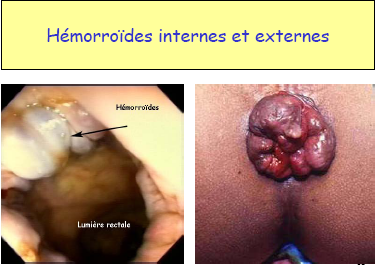 Hémorroïdes internes et externes
Hémorroïdes
Lumière rectale